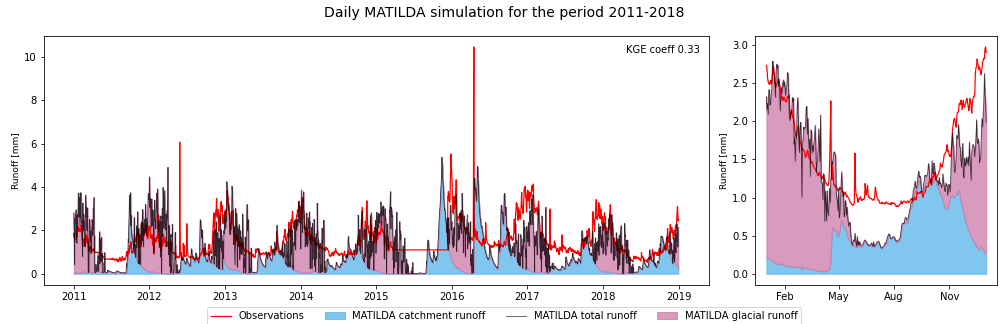 Daily MATILDA simulation for the period 2011-2018
KGE coeff 0.33
Runoff [mm]
10
8
6
4
2
0
2011 2012 2013 2014 2015 2016 2017 2018 2019
Runoff [mm]
3.0
2.5
2.0
1.5
1.0
0.5
0.0
Feb May Aug Nov
Observations MATILDA catchment runoff MATILDA total runoff MATILDA glacial runoff